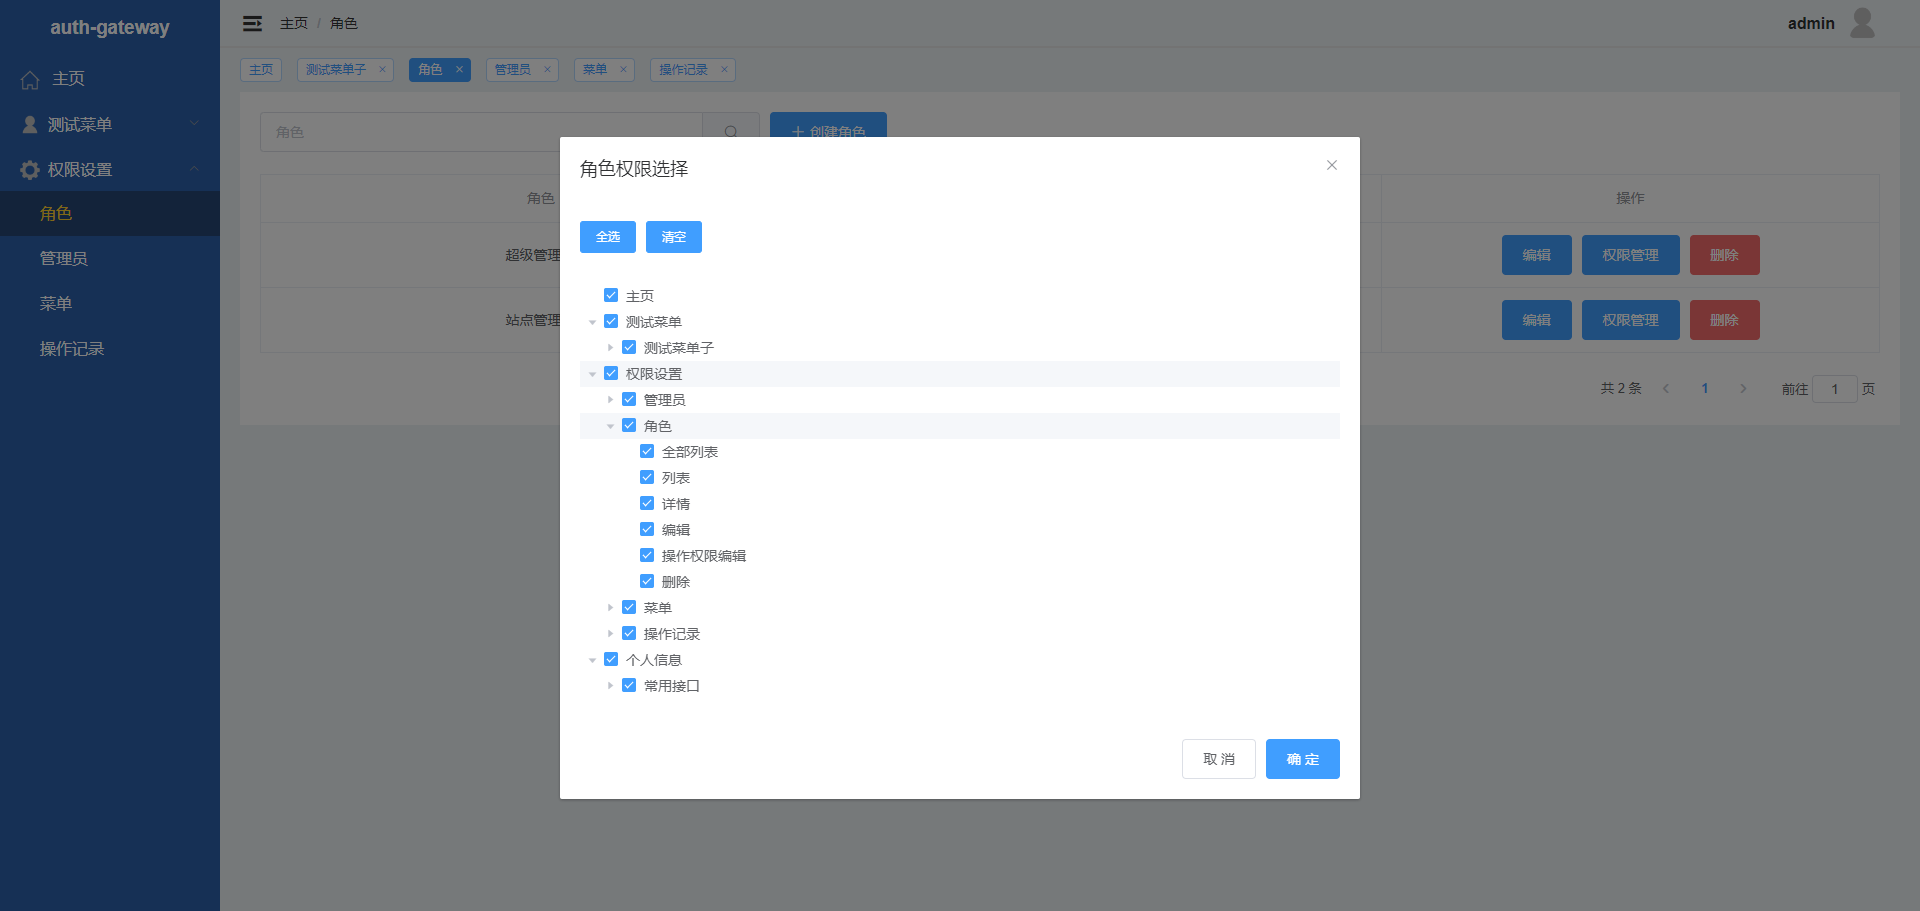 auth-gateway
主页
测试菜单
权限设置
角色
管理员
菜单
操作记录
主页 / 角色
admin
主页 测试菜单子 × 角色 × 管理员 × 菜单 × 操作记录 ×
角色
+ 创建角色
角色
操作
超级管理
编辑 权限管理 删除
站点管理
编辑 权限管理 删除
共 2 条 1 前往 1 页
角色权限选择
全选 清空
主页
测试菜单
测试菜单子
权限设置
管理员
角色
全部列表
列表
详情
编辑
操作权限编辑
删除
菜单
操作记录
个人信息
常用接口
取 消 确 定